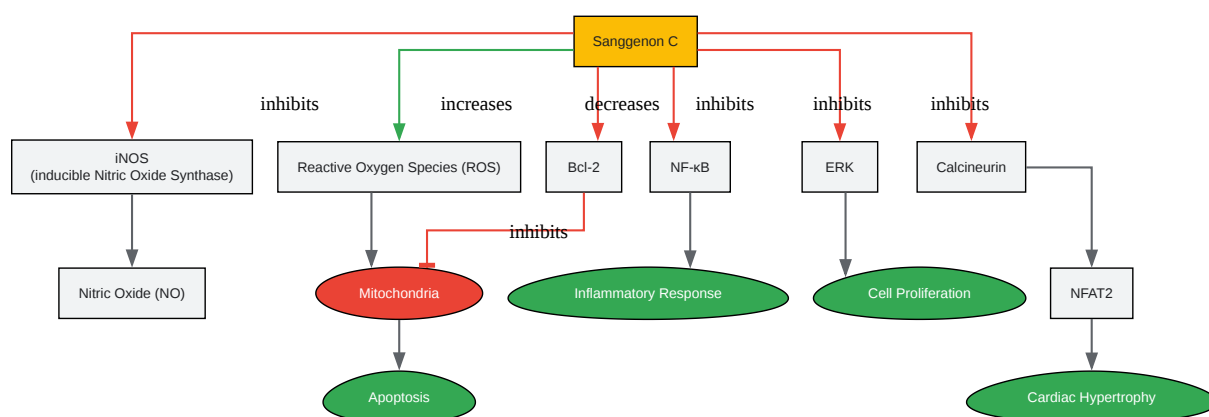 Sanggenon C
inhibits
increases
decreases
inhibits
inhibits
inhibits
iNOS
(inducible Nitric Oxide Synthase)
Reactive Oxygen Species (ROS)
Bcl-2
NF-κB
ERK
Calcineurin
inhibits
Nitric Oxide (NO)
Mitochondria
Inflammatory Response
Cell Proliferation
NFAT2
Apoptosis
Cardiac Hypertrophy